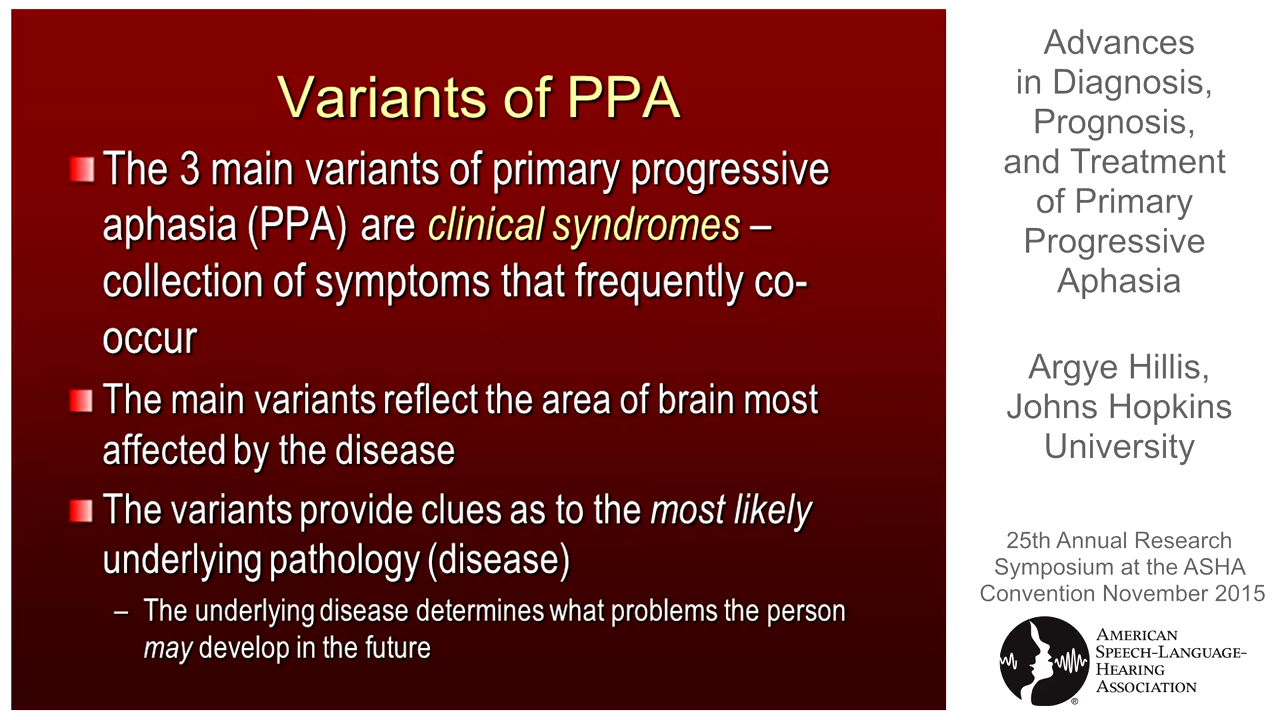 Variants of PPA
The 3 main variants of primary progressive
aphasia (PPA) are clinical syndromes –
collection of symptoms that frequently co-
occur
The main variants reflect the area of brain most
affected by the disease
The variants provide clues as to the most likely
underlying pathology (disease)
– The underlying disease determines what problems the person
may develop in the future
Advances
in Diagnosis,
Prognosis,
and Treatment
of Primary
Progressive
Aphasia
Argye Hillis,
Johns Hopkins
University
25th Annual Research
Symposium at the ASHA
Convention November 2015
AMERICAN
SPEECH-LANGUAGE-
HEARING
ASSOCIATION
®